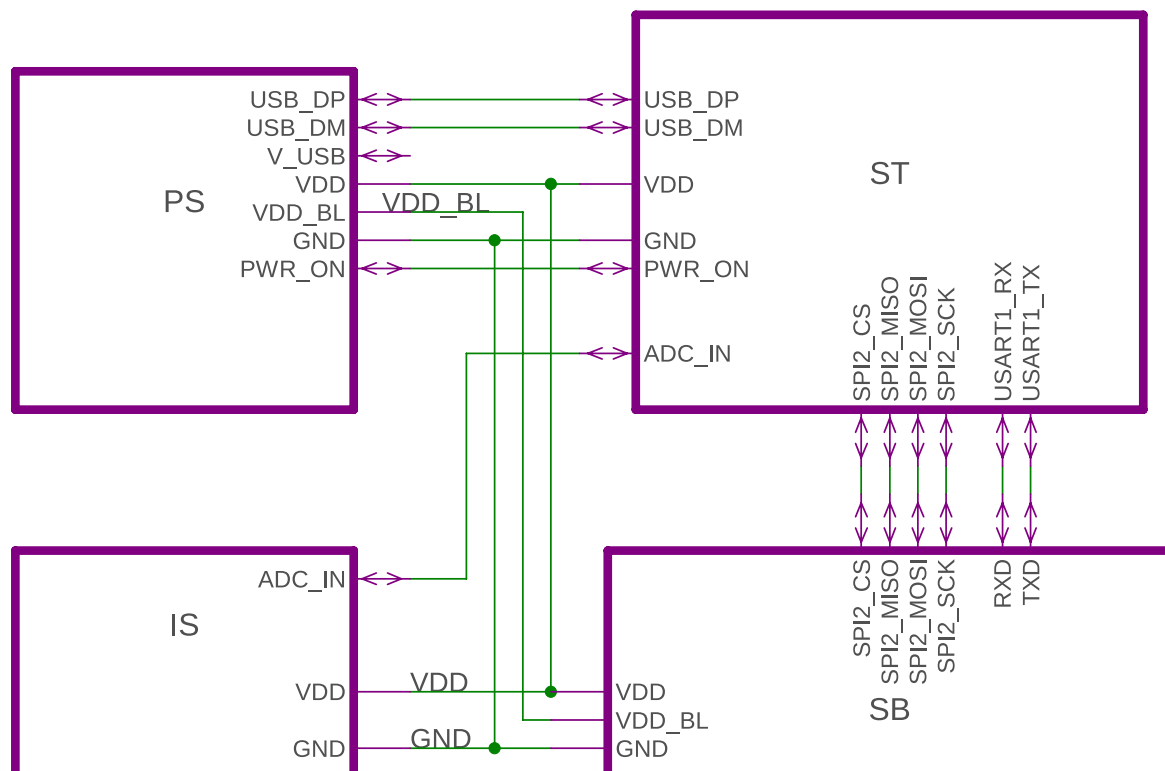 PS
USB_DP
USB_DM
V_USB
VDD
VDD_BL
GND
PWR_ON
VDD_BL
ST
USB_DP
USB_DM
VDD
GND
PWR_ON
ADC_IN
SPI2_CS
SPI2_MISO
SPI2_MOSI
SPI2_SCK
USART1_RX
USART1_TX
IS
ADC_IN
VDD
GND
VDD
GND
SPI2_CS
SPI2_MISO
SPI2_MOSI
SPI2_SCK
RXD
TXD
SB
VDD
VDD_BL
GND